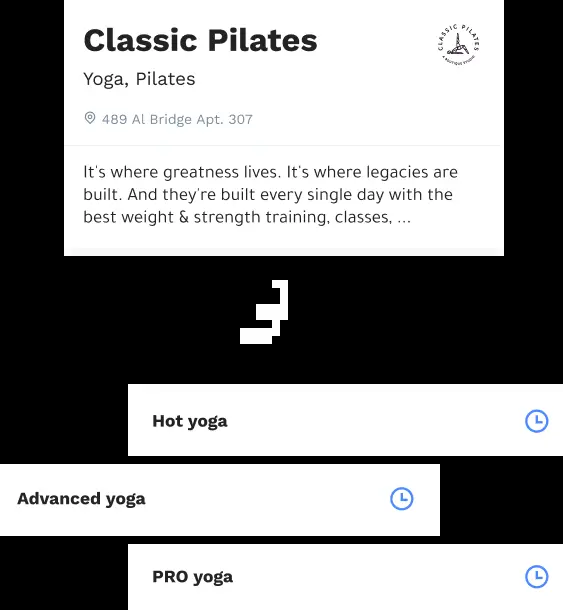 Classic Pilates
CLASSIC PILATES
Yoga, Pilates
489 Al Bridge Apt. 307
It's where greatness lives. It's where legacies are
built. And they're built every single day with the
best weight & strength training, classes, ...
Hot yoga
Advanced yoga
PRO yoga